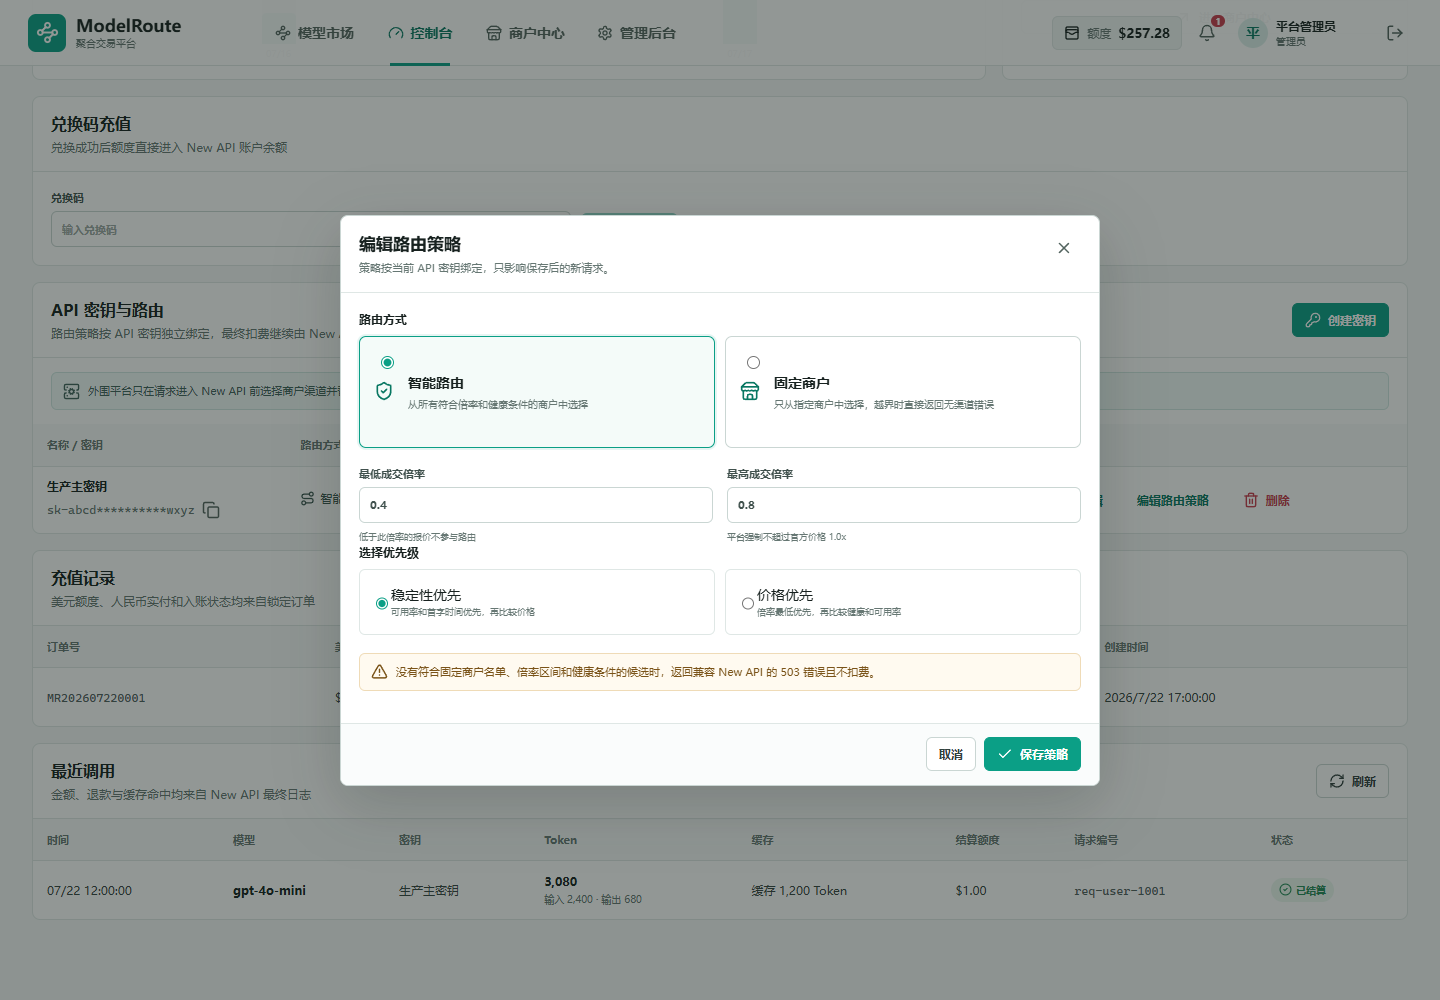 ModelRoute
聚合交易平台
模型市场
控制台
商户中心
管理后台
额度 $257.28
1
平
平台管理员
管理员
兑换码充值
兑换成功后额度直接进入 New API 账户余额
兑换码
输入兑换码
API 密钥与路由
路由策略按 API 密钥独立绑定，最终扣费继续由 New
创建密钥
外围平台只在请求进入 New API 前选择商户渠道并
名称 / 密钥
路由方式
生产主密钥
sk-abcd**********wxyz
智能
编辑路由策略
删除
充值记录
美元额度、人民币实付和入账状态均来自锁定订单
订单号
创建时间
MR202607220001
$
2026/7/22 17:00:00
编辑路由策略
策略按当前 API 密钥绑定，只影响保存后的新请求。
路由方式
智能路由
从所有符合倍率和健康条件的商户中选择
固定商户
只从指定商户中选择，越界时直接返回无渠道错误
最低成交倍率
最高成交倍率
0.4
0.8
低于此倍率的报价不参与路由
平台强制不超过官方价格 1.0x
选择优先级
稳定性优先
可用率和首字时间优先，再比较价格
价格优先
倍率最低优先，再比较健康和可用率
没有符合固定商户名单、倍率区间和健康条件的候选时，返回兼容 New API 的 503 错误且不扣费。
取消
保存策略
最近调用
金额、退款与缓存命中均来自 New API 最终日志
刷新
时间
模型
密钥
Token
缓存
结算额度
请求编号
状态
07/22 12:00:00
gpt-4o-mini
生产主密钥
3,080
输入 2,400 · 输出 680
缓存 1,200 Token
$1.00
req-user-1001
已结算